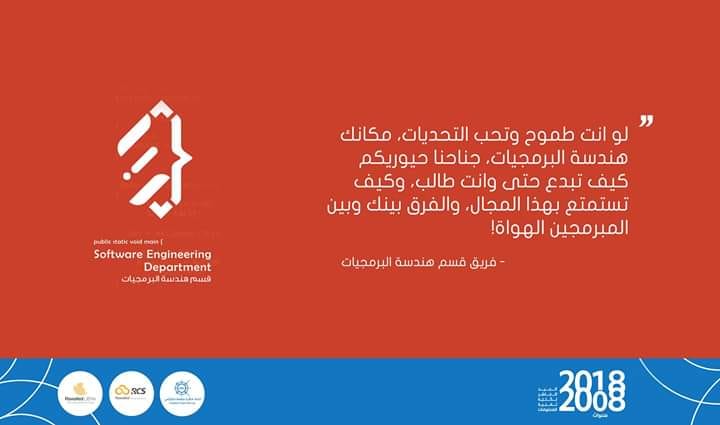 ”
لو انت طموح وتحب التحديات، مكانك
هندسة البرمجيات، جناحنا حيوريكم
كيف تبدع حتى وانت طالب، وكيف
تستمتع بهذا المجال، والفرق بينك وبين
المبرمجين الهواة!
- فريق قسم هندسة البرمجيات
public static void main {
Software Engineering
Department
قسم هندسة البرمجيات
RCS
2018
2008
سنوات